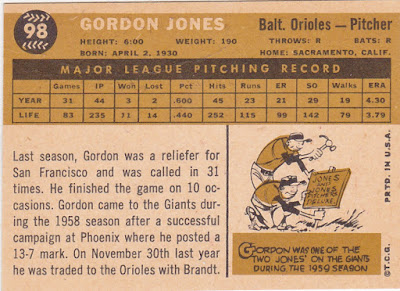 98
GORDON JONES
Balt. Orioles — Pitcher
HEIGHT: 6:00 WEIGHT: 190 THROWS: R BATS: R
BORN: APRIL 2, 1930 HOME: SACRAMENTO, CALIF.
MAJOR LEAGUE PITCHING RECORD
Games IP Won Lost Pct. Hits Runs ER SO Walks ERA
YEAR 31 44 3 2 .600 45 23 21 29 19 4.30
LIFE 83 235 11 14 .440 252 115 99 142 79 3.79
Last season, Gordon was a reliefer for
San Francisco and was called in 31
times. He finished the game on 10 oc-
casions. Gordon came to the Giants
during the 1958 season after a successful
campaign at Phoenix where he posted a
13-7 mark. On November 30th last year
he was traded to the Orioles with Brandt.
JONES
& JONES
PITCHERS
DELUXE
GORDON WAS ONE OF THE
"TWO JONES" ON THE GIANTS
DURING THE 1959 SEASON
©T.C.G. PRTD. IN U.S.A.